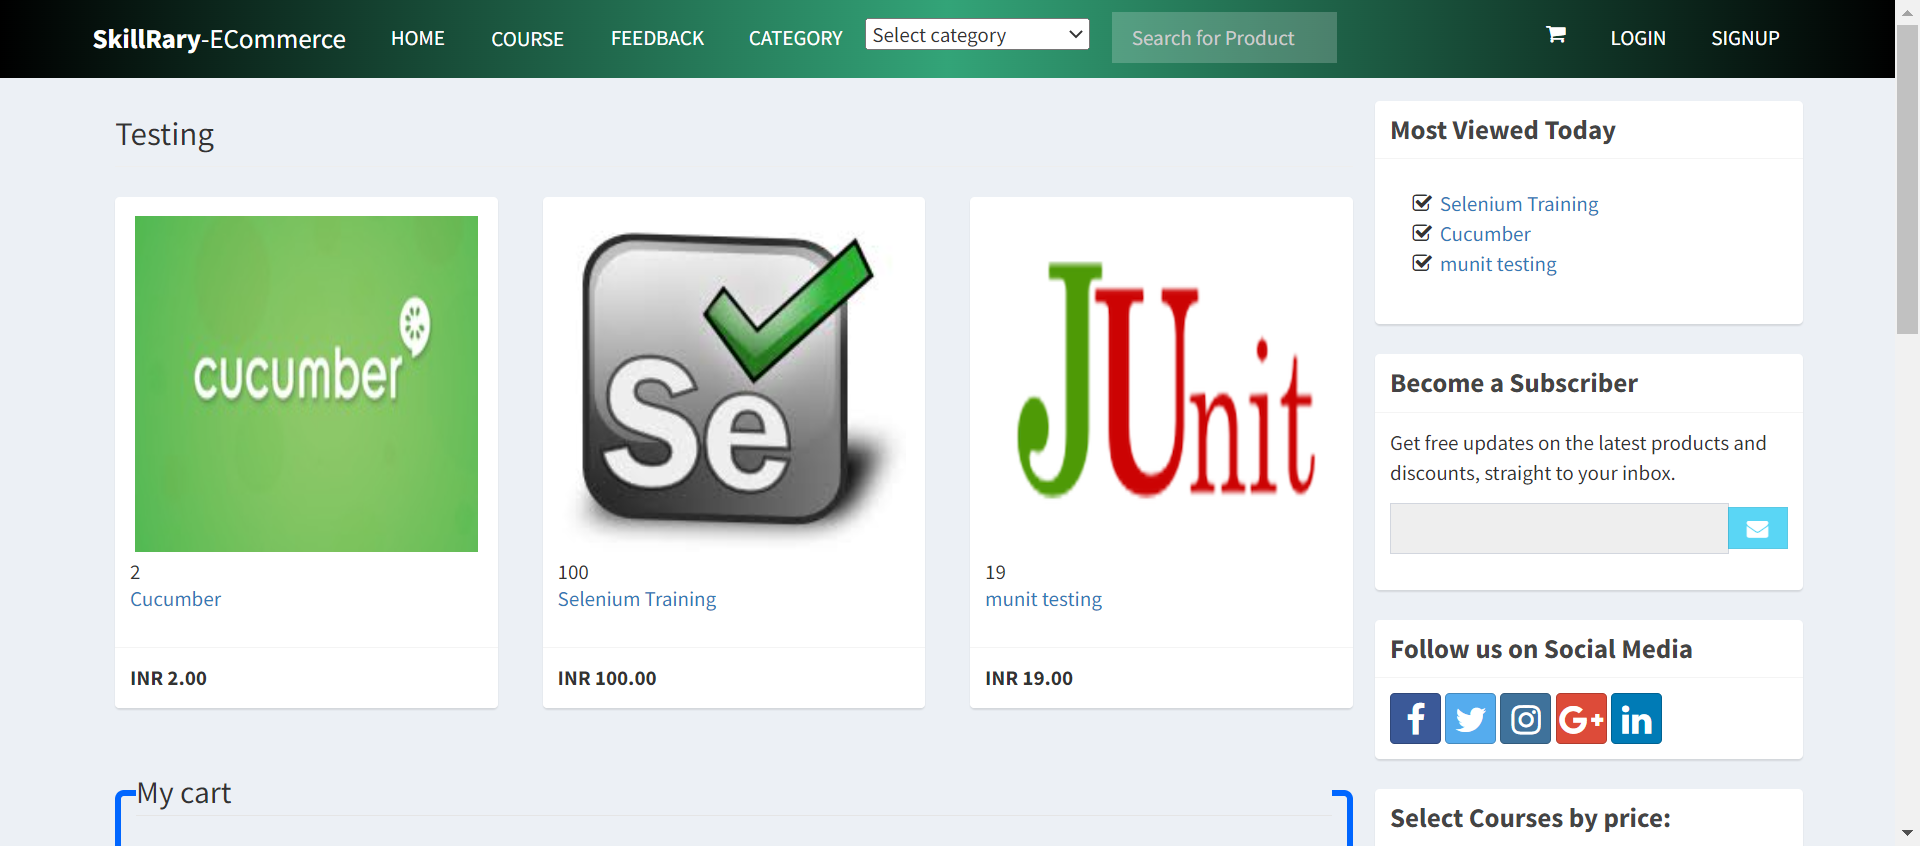 SkillRary-ECommerce
HOME
COURSE
FEEDBACK
CATEGORY
Select category
Search for Product
LOGIN
SIGNUP
Testing
cucumber
2
Cucumber
INR 2.00
Se
100
Selenium Training
INR 100.00
JUnit
19
munit testing
INR 19.00
My cart
Most Viewed Today
Selenium Training
Cucumber
munit testing
Become a Subscriber
Get free updates on the latest products and
discounts, straight to your inbox.
Follow us on Social Media
f
G+
in
Select Courses by price: